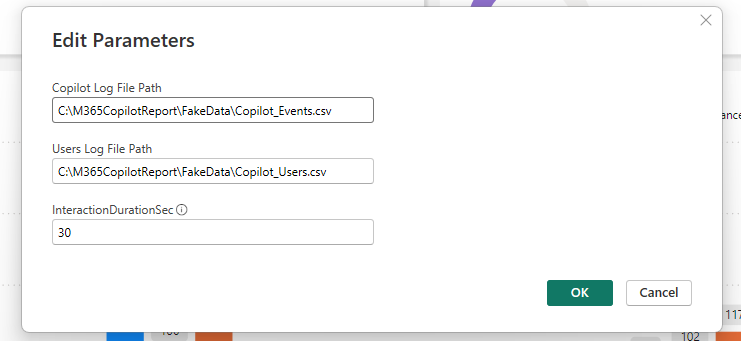 Edit Parameters
Copilot Log File Path
C:\M365CopilotReport\FakeData\Copilot_Events.csv
ance
Users Log File Path
C:\M365CopilotReport\FakeData\Copilot_Users.csv
InteractionDurationSec
30
OK
Cancel
117
102